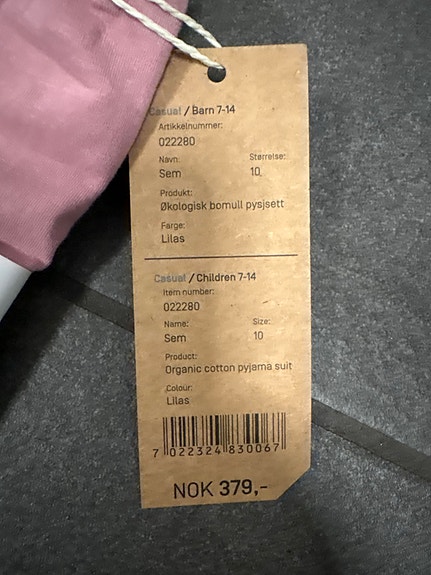 Casual / Barn 7-14
Artikkelnummer:
022280
Navn: Størrelse:
Sem 10
Produkt:
Økologisk bomull pysjsett
Farge:
Lilas
Casual / Children 7-14
Item number:
022280
Name: Size:
Sem 10
Product:
Organic cotton pyjama suit
Colour:
Lilas
7 022324 830067
NOK 379,-